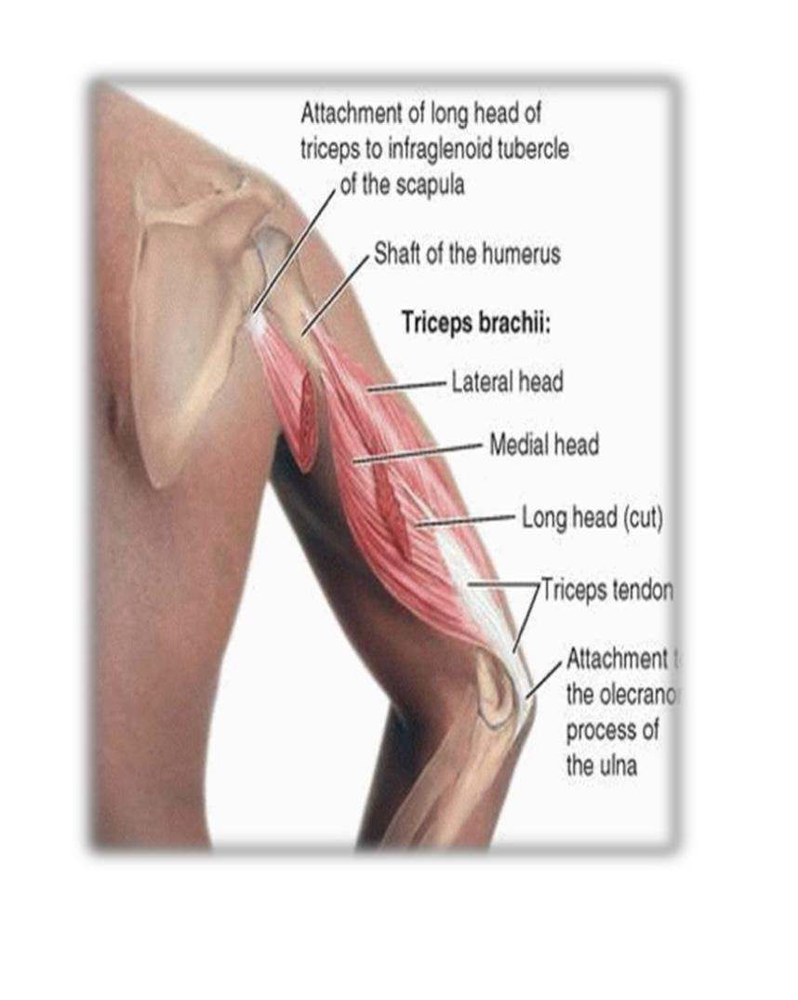 Attachment of long head of
triceps to infraglenoid tubercle
of the scapula
Shaft of the humerus
Triceps brachii:
Lateral head
Medial head
Long head (cut)
Triceps tendon
Attachment t
the olecrano
process of
the ulna